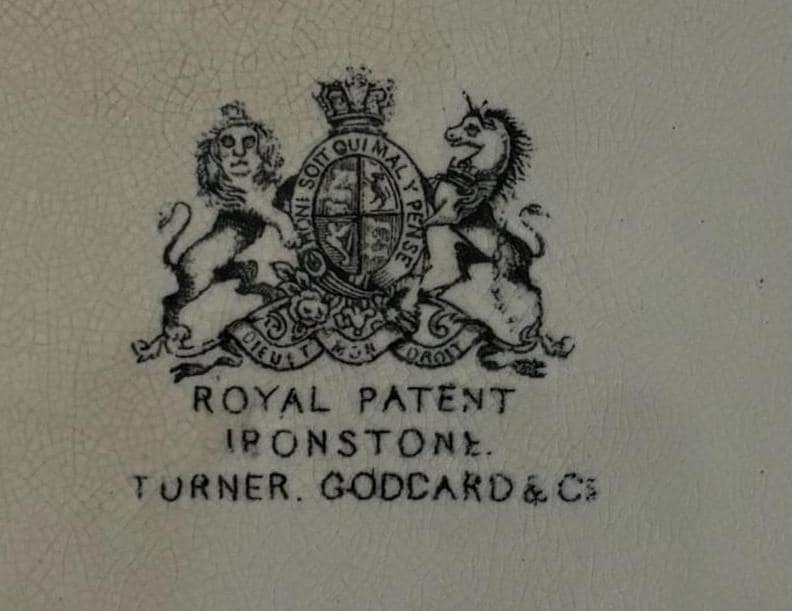 HONI SOIT QUI MAL Y PENSE
DIEU ET MON DROIT
ROYAL PATENT
IRONSTONE.
TURNER. GODDARD & Co